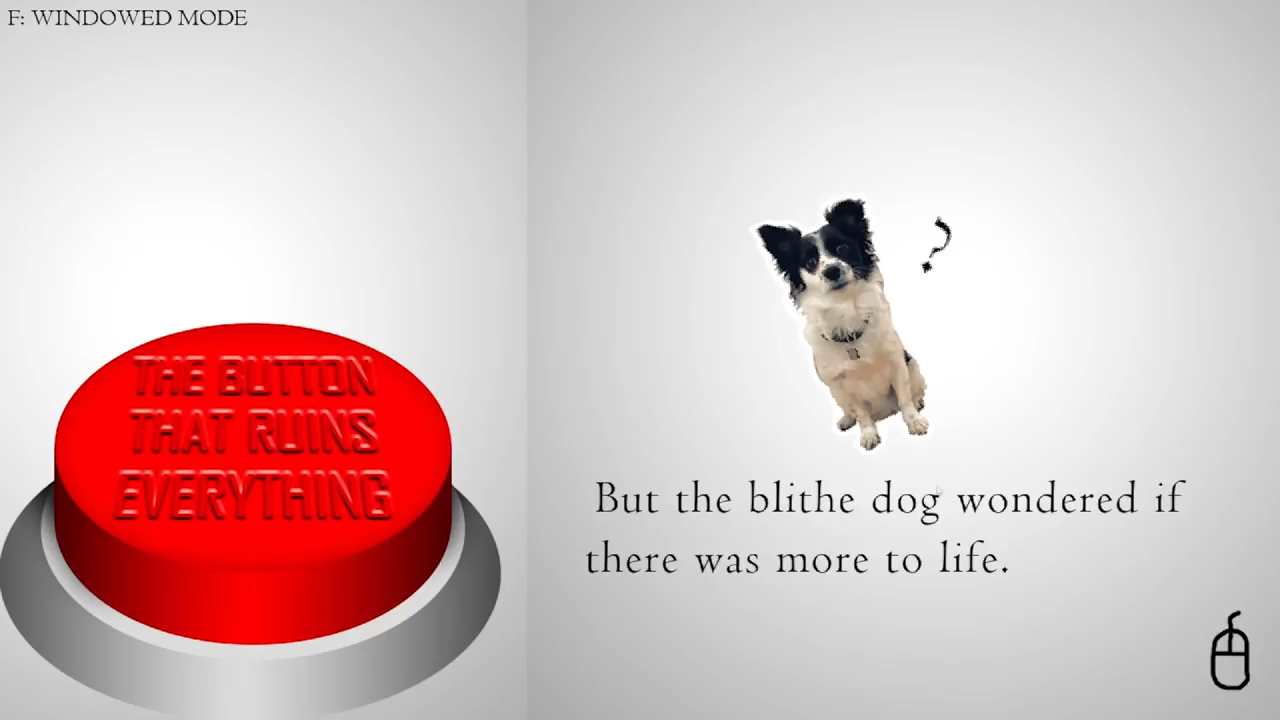 F: WINDOWED MODE
THE BUTTON
THAT RUINS
EVERYTHING
?
But the blithe dog wondered if
there was more to life.